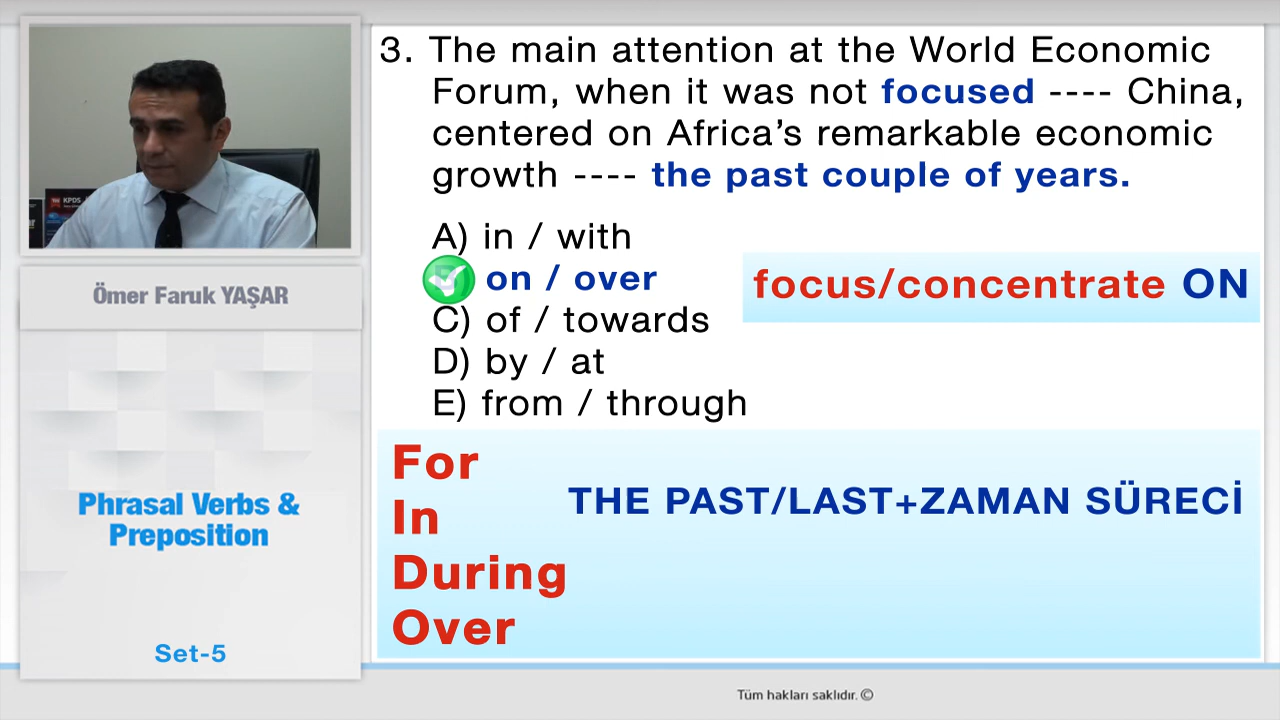 3. The main attention at the World Economic
Forum, when it was not focused ---- China,
centered on Africa's remarkable economic
growth ---- the past couple of years.
A) in / with
on / over
C) of / towards
D) by / at
E) from / through
focus/concentrate ON
For
In
During
Over
THE PAST/LAST+ZAMAN SÜRECİ
KPDS
Ömer Faruk YAŞAR
Phrasal Verbs &
Preposition
Set-5
Tüm hakları saklıdır. ©